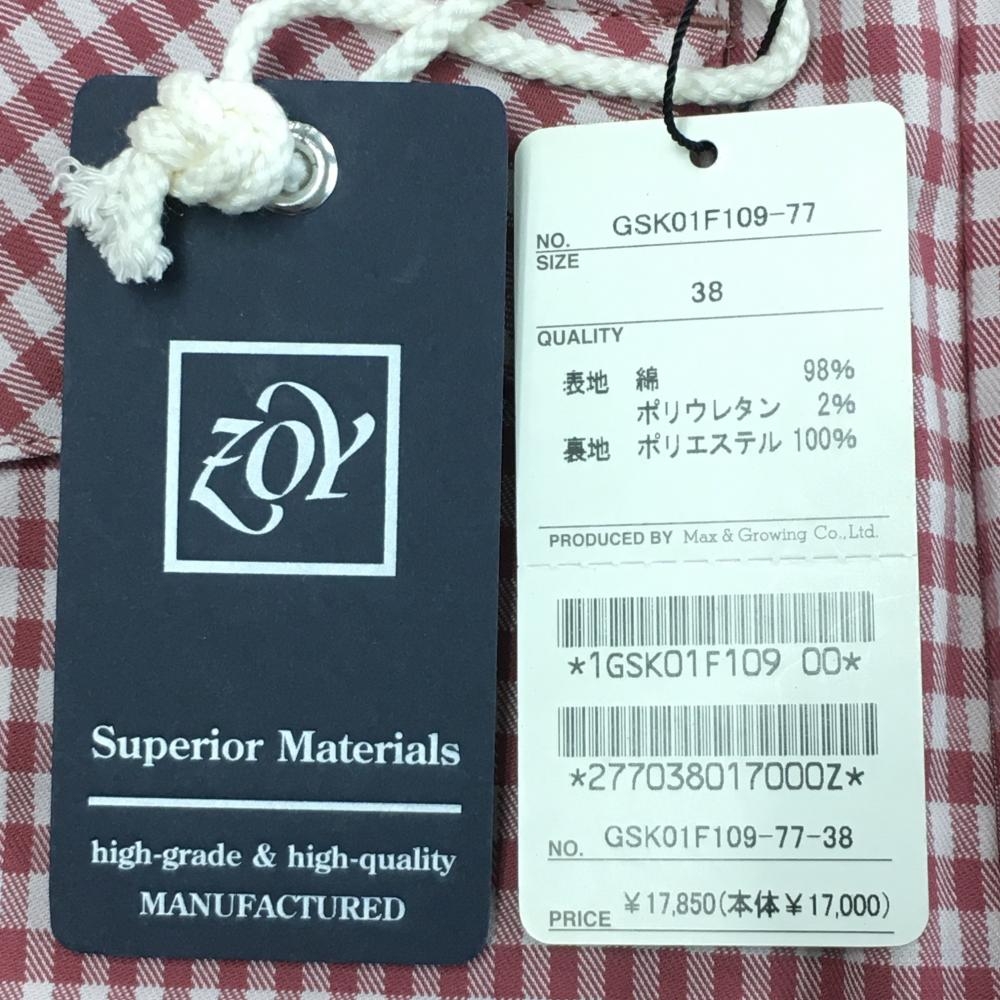 ZOY
Superior Materials
high-grade & high-quality
MANUFACTURED
NO. GSK01F109-77
SIZE
38
QUALITY
表地 綿 98%
ポリウレタン 2%
裏地 ポリエステル 100%
PRODUCED BY Max & Growing Co.,Ltd.
*1GSK01F109 00*
*277038017000Z*
NO. GSK01F109-77-38
PRICE ¥17,850(本体¥17,000)